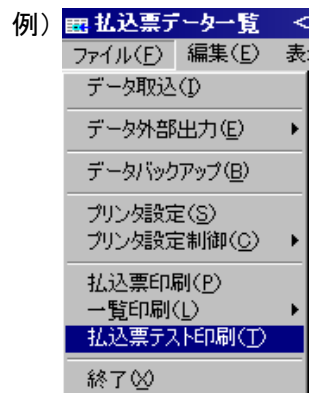 例) 払込票データ一覧 <
ファイル(F) 編集(E) 表
データ取込(I)
データ外部出力(E)
データバックアップ(B)
プリンタ設定(S)
プリンタ設定制御(C)
払込票印刷(P)
一覧印刷(L)
払込票テスト印刷(T)
終了(X)